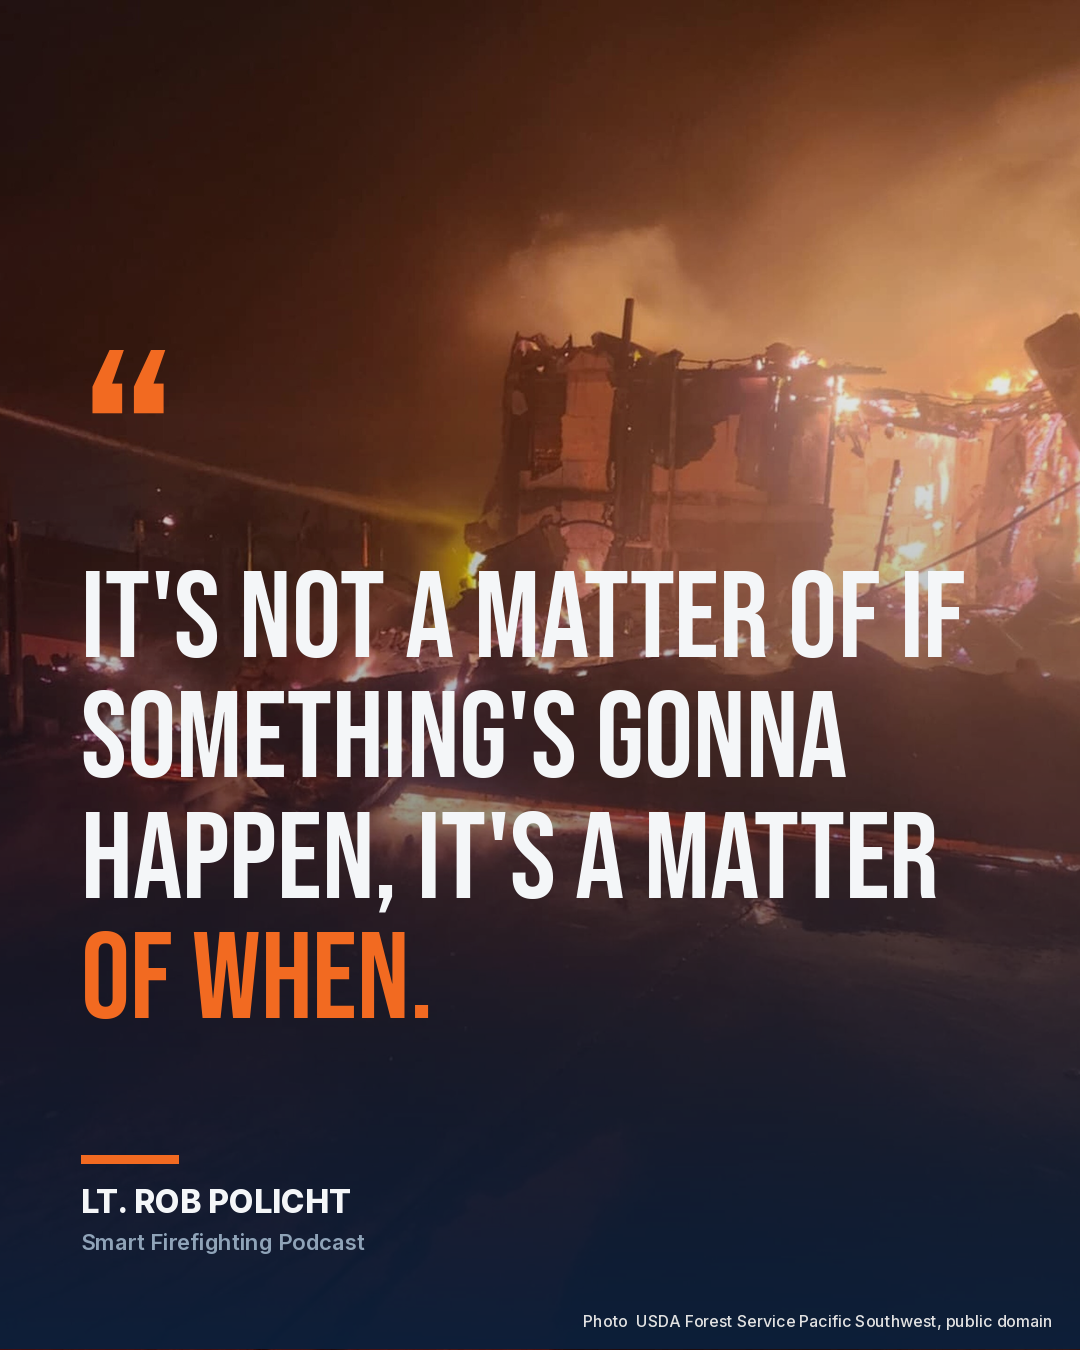 “
IT'S NOT A MATTER OF IF
SOMETHING'S GONNA
HAPPEN, IT'S A MATTER
OF WHEN.
LT. ROB POLICHT
Smart Firefighting Podcast
Photo USDA Forest Service Pacific Southwest, public domain